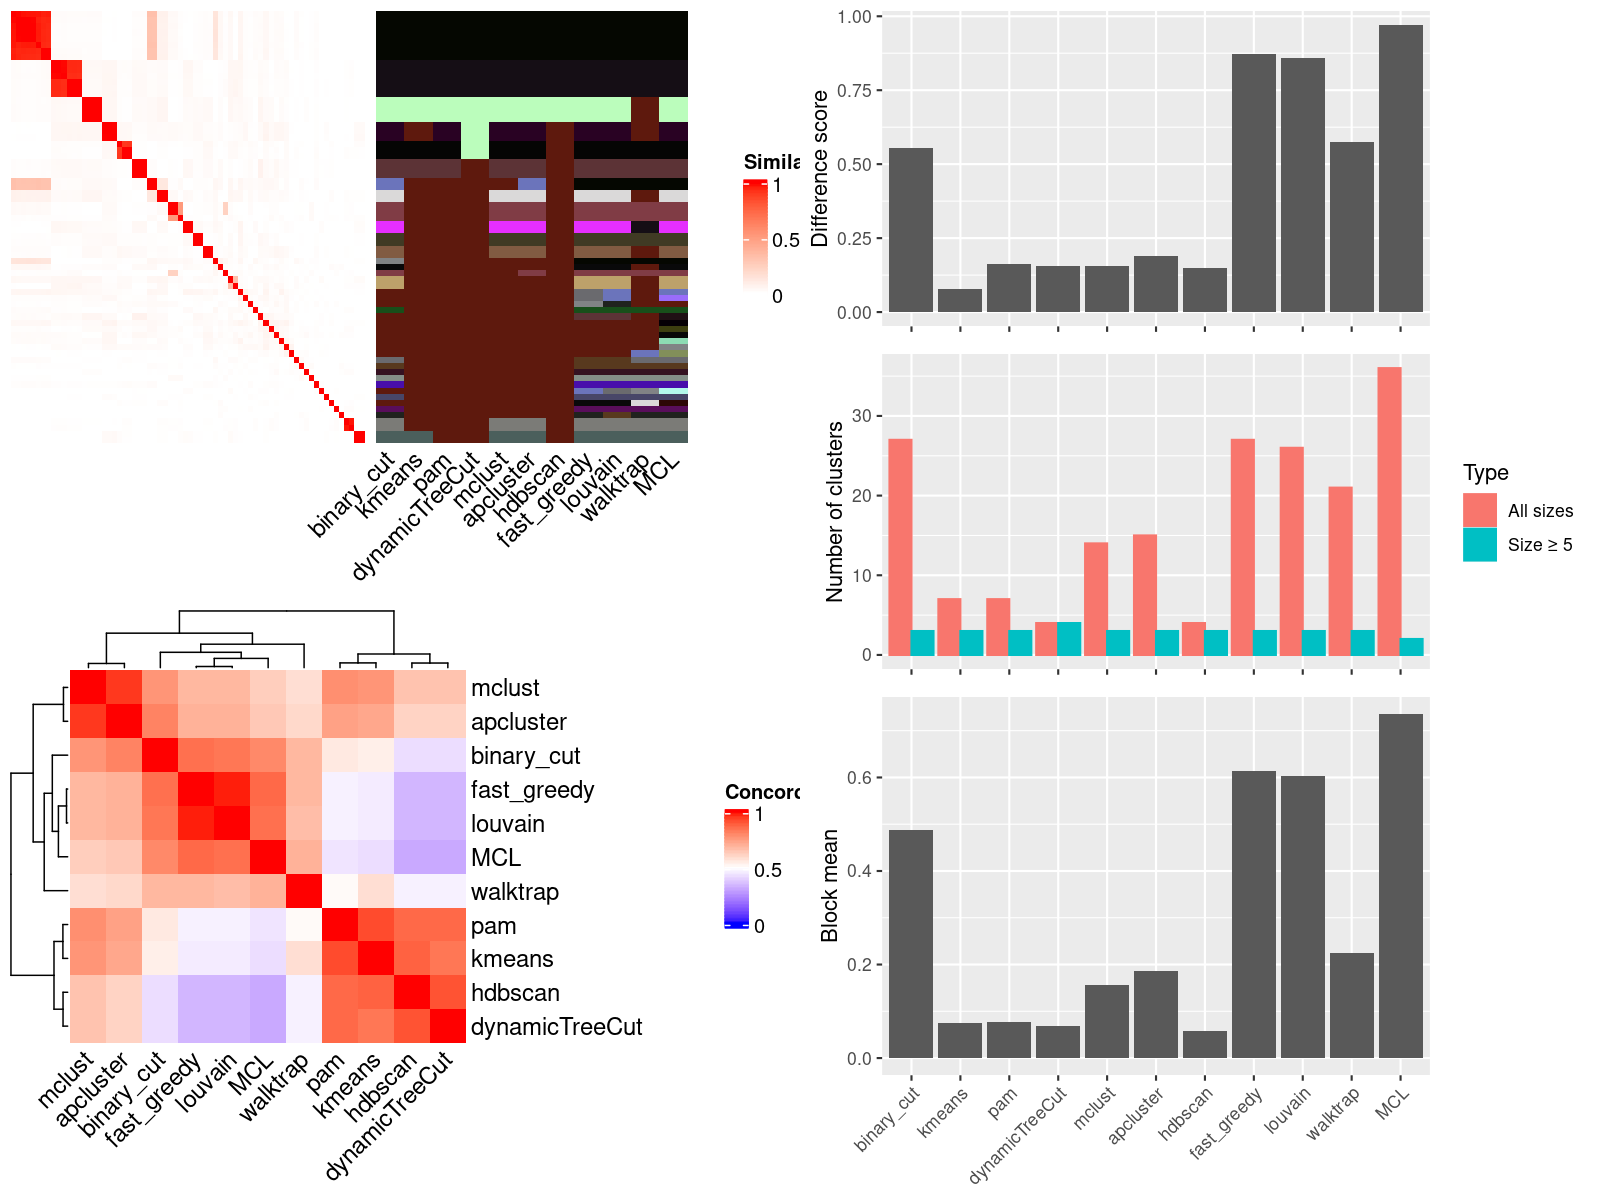 Simila
1
0.5
0
binary_cut
kmeans
pam
dynamicTreeCut
mclust
apcluster
hdbscan
fast_greedy
louvain
walktrap
MCL
Difference score
1.00
0.75
0.50
0.25
0.00
Number of clusters
30
20
10
0
Type
All sizes
Size ≥ 5
mclust
apcluster
binary_cut
fast_greedy
louvain
MCL
walktrap
pam
kmeans
hdbscan
dynamicTreeCut
mclust
apcluster
binary_cut
fast_greedy
louvain
MCL
walktrap
pam
kmeans
hdbscan
dynamicTreeCut
Concord
1
0.5
0
Block mean
0.6
0.4
0.2
0.0
binary_cut
kmeans
pam
dynamicTreeCut
mclust
apcluster
hdbscan
fast_greedy
louvain
walktrap
MCL